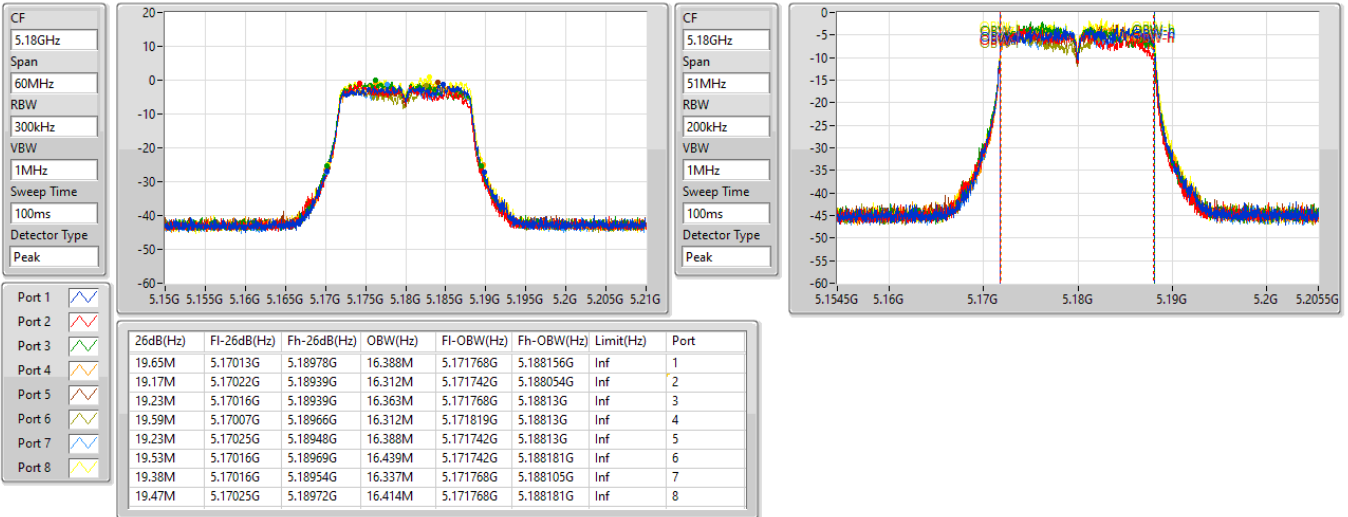 CF
5.18GHz
Span
60MHz
RBW
300kHz
VBW
1MHz
Sweep Time
100ms
Detector Type
Peak
20
10
0
-10
-20
-30
-40
-50
-60
5.15G 5.155G 5.16G 5.165G 5.17G 5.175G 5.18G 5.185G 5.19G 5.195G 5.2G 5.205G 5.21G
CF
5.18GHz
Span
51MHz
RBW
200kHz
VBW
1MHz
Sweep Time
100ms
Detector Type
Peak
0
-5
-10
-15
-20
-25
-30
-35
-40
-45
-50
-55
-60
5.1545G 5.16G 5.17G 5.18G 5.19G 5.2G 5.2055G
Port 1
Port 2
Port 3
Port 4
Port 5
Port 6
Port 7
Port 8
26dB(Hz) Fl-26dB(Hz) Fh-26dB(Hz) OBW(Hz) Fl-OBW(Hz) Fh-OBW(Hz) Limit(Hz) Port
19.65M 5.17013G 5.18978G 16.388M 5.171768G 5.188156G Inf 1
19.17M 5.17022G 5.18939G 16.312M 5.171742G 5.188054G Inf 2
19.23M 5.17016G 5.18939G 16.363M 5.171768G 5.18813G Inf 3
19.59M 5.17007G 5.18966G 16.312M 5.171819G 5.18813G Inf 4
19.23M 5.17025G 5.18948G 16.388M 5.171742G 5.18813G Inf 5
19.53M 5.17016G 5.18969G 16.439M 5.171742G 5.188181G Inf 6
19.38M 5.17016G 5.18954G 16.337M 5.171768G 5.188105G Inf 7
19.47M 5.17025G 5.18972G 16.414M 5.171768G 5.188181G Inf 8